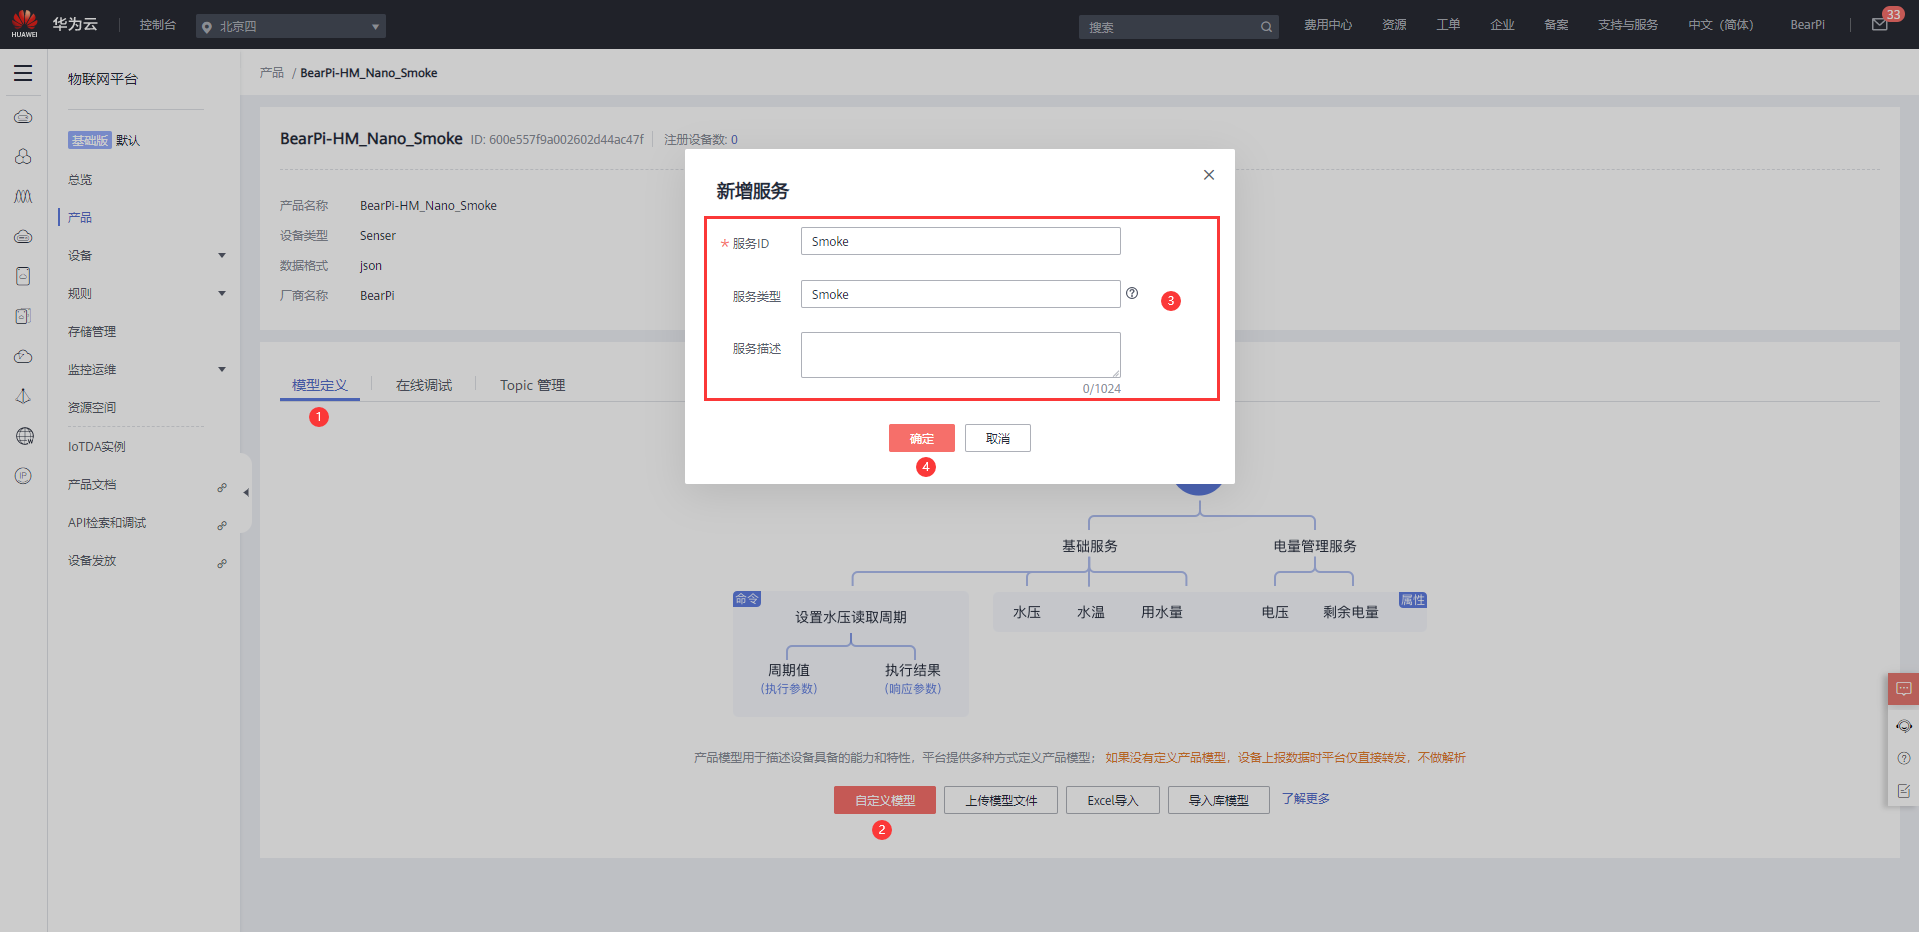 HUAWEI
华为云
控制台
北京四
搜索
费用中心
资源
工单
企业
备案
支持与服务
中文（简体）
BearPi
33
物联网平台
基础版 默认
总览
产品
设备
规则
存储管理
监控运维
资源空间
IoTDA实例
产品文档
API检索和调试
设备发放
IP
产品 / BearPi-HM_Nano_Smoke
BearPi-HM_Nano_Smoke ID: 600e557f9a002602d44ac47f 注册设备数: 0
产品名称 BearPi-HM_Nano_Smoke
设备类型 Senser
数据格式 json
厂商名称 BearPi
模型定义 在线调试 Topic 管理
1
新增服务
* 服务ID Smoke
服务类型 Smoke
3
服务描述
0/1024
确定 取消
4
基础服务 电量管理服务
命令
设置水压读取周期
周期值 执行结果
（执行参数） （响应参数）
水压 水温 用水量 电压 剩余电量
属性
产品模型用于描述设备具备的能力和特性，平台提供多种方式定义产品模型； 如果没有定义产品模型，设备上报数据时平台仅直接转发，不做解析
自定义模型 上传模型文件 Excel导入 导入库模型 了解更多
2